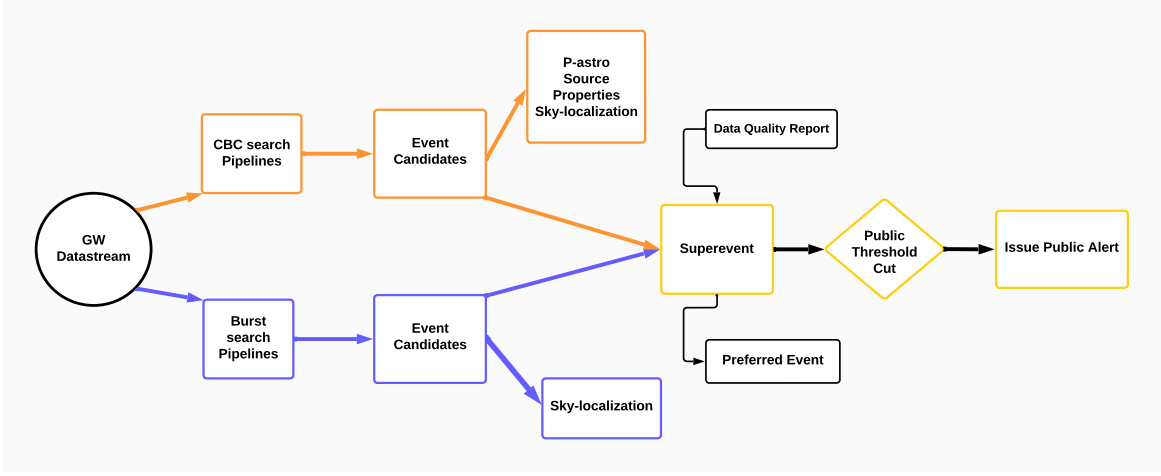 P-astro
Source
Properties
Sky-localization
CBC search
Pipelines
Event
Candidates
Data Quality Report
GW
Datastream
Superevent
Public
Threshold
Cut
Issue Public Alert
Burst
search
Pipelines
Event
Candidates
Preferred Event
Sky-localization